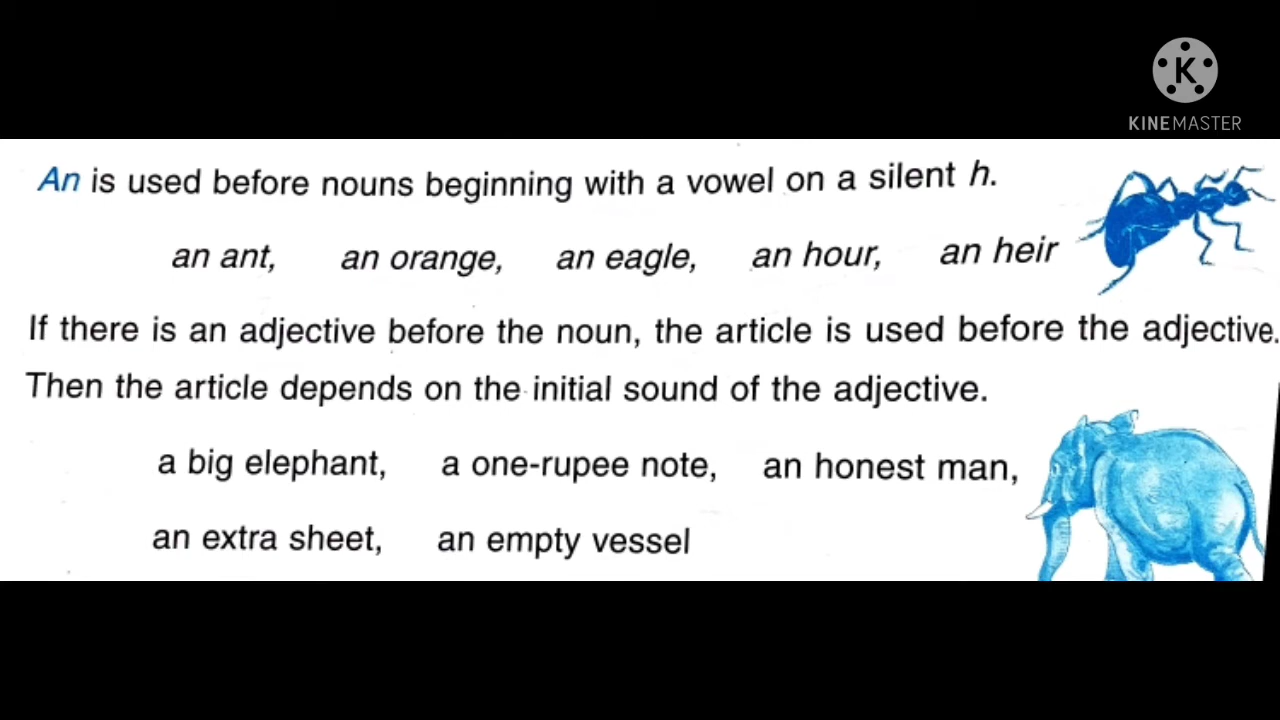 K
KINEMASTER
An is used before nouns beginning with a vowel on a silent h.
an ant, an orange, an eagle, an hour, an heir
If there is an adjective before the noun, the article is used before the adjective.
Then the article depends on the initial sound of the adjective.
a big elephant, a one-rupee note, an honest man,
an extra sheet, an empty vessel